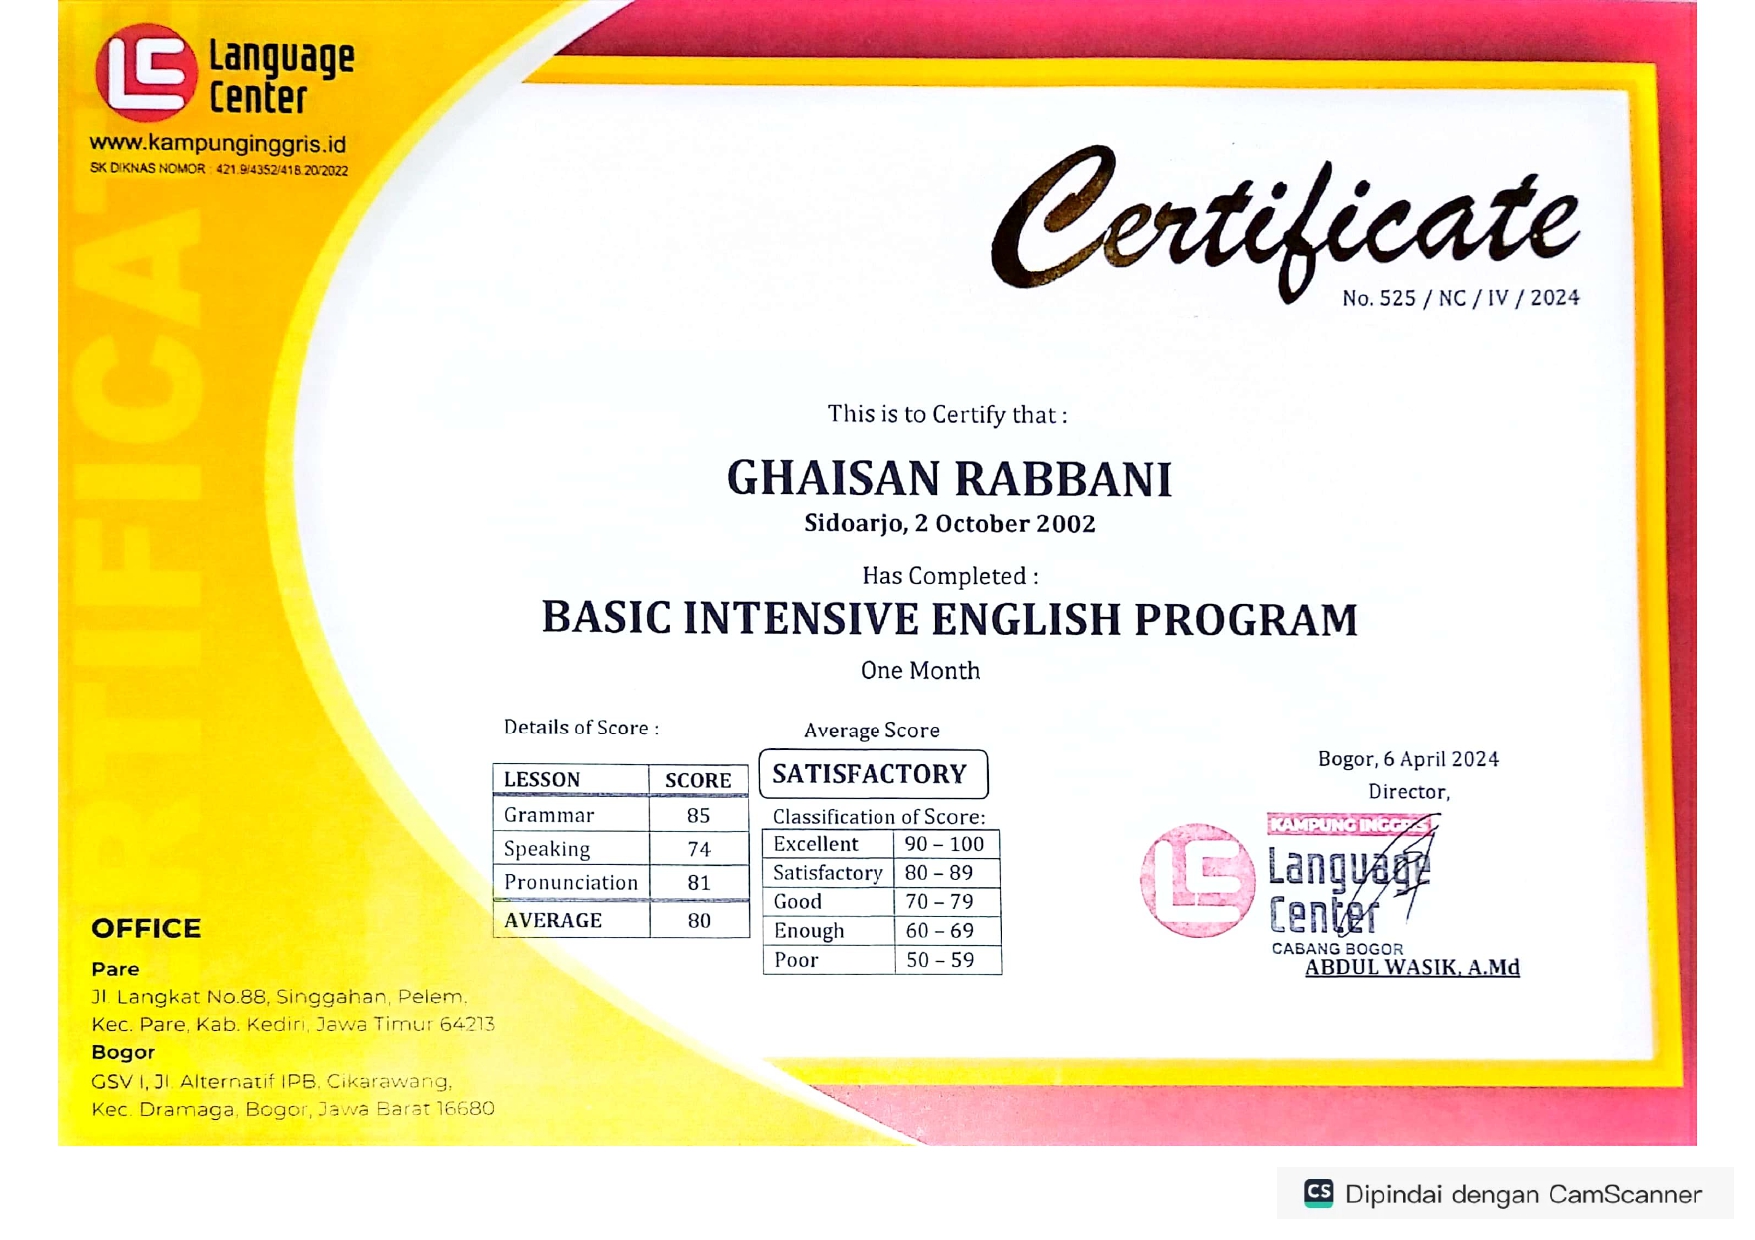 Language
Center
www.kampunginggris.id
SK DIKNAS NOMOR : 421.9/4352/418.20/2022
CERTIFICAT
Certificate
No. 525 / NC / IV / 2024
This is to Certify that :
GHAISAN RABBANI
Sidoarjo, 2 October 2002
Has Completed :
BASIC INTENSIVE ENGLISH PROGRAM
One Month
Details of Score :
LESSON SCORE
Grammar 85
Speaking 74
Pronunciation 81
AVERAGE 80
Average Score
SATISFACTORY
Classification of Score:
Excellent 90 – 100
Satisfactory 80 – 89
Good 70 – 79
Enough 60 – 69
Poor 50 – 59
Bogor, 6 April 2024
Director,
KAMPUNG INGGRIS
Language
Center
CABANG BOGOR
ABDUL WASIK, A.Md
OFFICE
Pare
Jl. Langkat No.88, Singgahan, Pelem,
Kec. Pare, Kab. Kediri, Jawa Timur 64213
Bogor
GSV I, Jl. Alternatif IPB, Cikarawang,
Kec. Dramaga, Bogor, Jawa Barat 16680
CS Dipindai dengan CamScanner